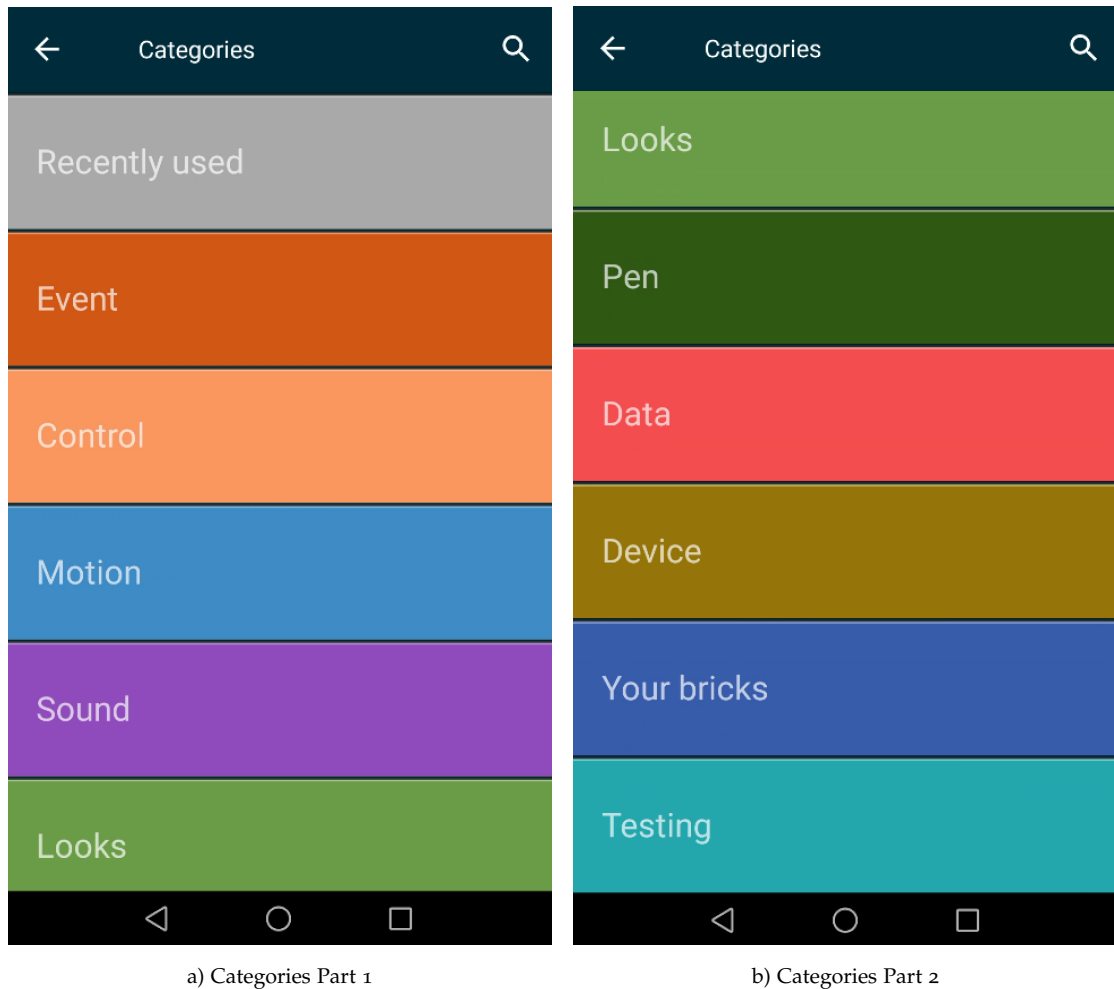 Categories
Recently used
Event
Control
Motion
Sound
Looks
a) Categories Part 1
Categories
Looks
Pen
Data
Device
Your bricks
Testing
b) Categories Part 2